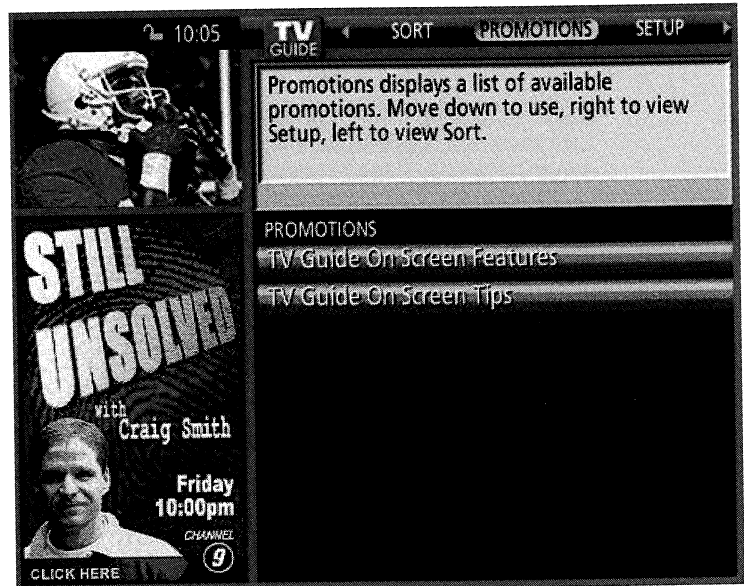 10:05
TV
GUIDE
SORT
PROMOTIONS
SETUP
Promotions displays a list of available
promotions. Move down to use, right to view
Setup, left to view Sort.
PROMOTIONS
TV Guide On Screen Features
TV Guide On Screen Tips
STILL
UNSOLVED
with
Craig Smith
Friday
10:00pm
CHANNEL
9
CLICK HERE